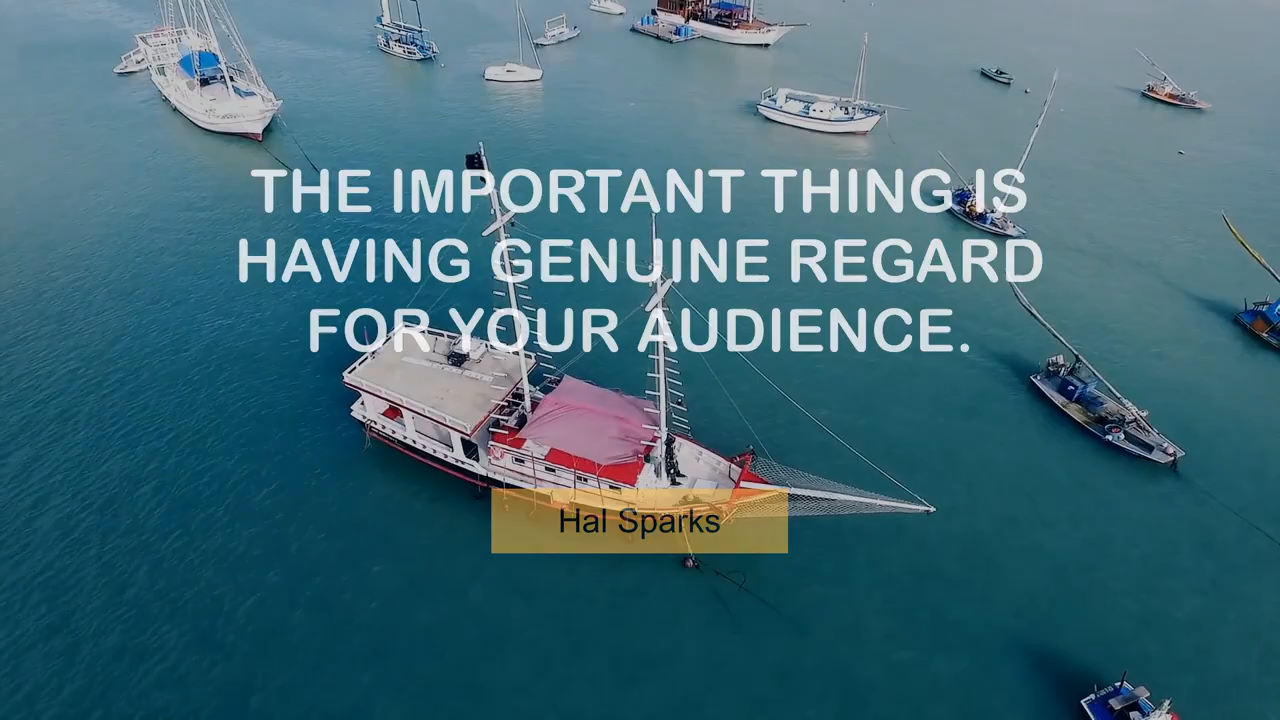 THE IMPORTANT THING IS
HAVING GENUINE REGARD
FOR YOUR AUDIENCE.
Hal Sparks